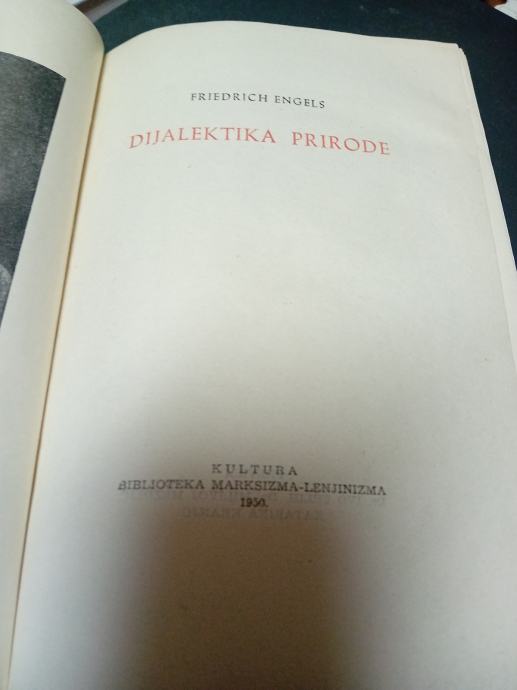 FRIEDRICH ENGELS
DIJALEKTIKA PRIRODE
KULTURA
BIBLIOTEKA MARKSIZMA-LENJINIZMA
1950.